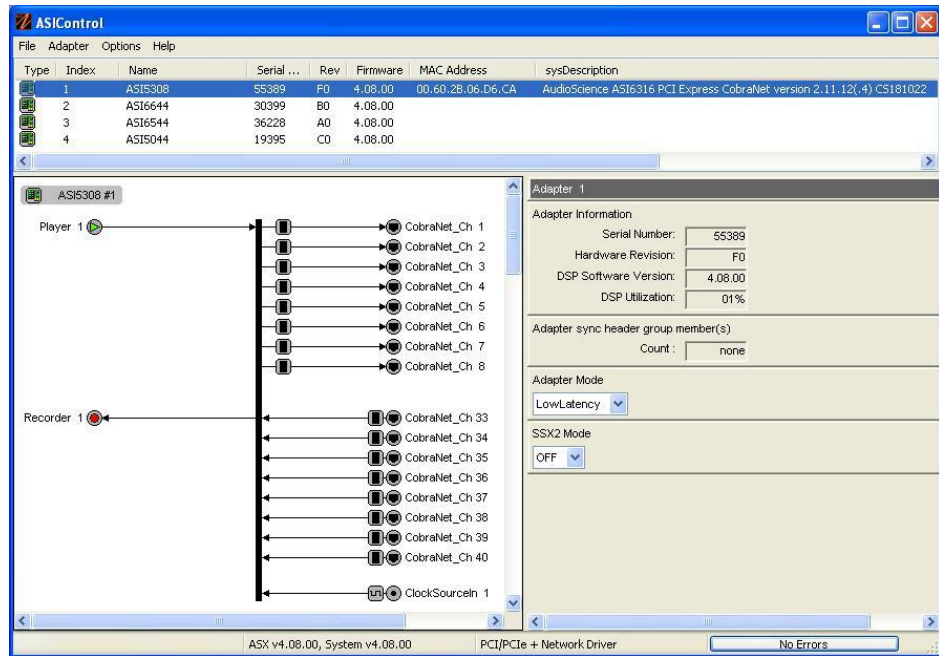 ASIControl
File Adapter Options Help
Type Index Name Serial ... Rev Firmware MAC Address sysDescription
1 ASI5308 55389 F0 4.08.00 00.60.2B.06.D6.CA AudioScience ASI6316 PCI Express CobraNet version 2.11.12(.4) CS181022
2 ASI6644 30399 B0 4.08.00
3 ASI6544 36228 A0 4.08.00
4 ASI5044 19395 C0 4.08.00
ASI5308 #1
Player 1
CobraNet_Ch 1
CobraNet_Ch 2
CobraNet_Ch 3
CobraNet_Ch 4
CobraNet_Ch 5
CobraNet_Ch 6
CobraNet_Ch 7
CobraNet_Ch 8
Recorder 1
CobraNet_Ch 33
CobraNet_Ch 34
CobraNet_Ch 35
CobraNet_Ch 36
CobraNet_Ch 37
CobraNet_Ch 38
CobraNet_Ch 39
CobraNet_Ch 40
ClockSourceIn 1
Adapter 1
Adapter Information
Serial Number: 55389
Hardware Revision: F0
DSP Software Version: 4.08.00
DSP Utilization: 01%
Adapter sync header group member(s)
Count : none
Adapter Mode
LowLatency
SSX2 Mode
OFF
ASX v4.08.00, System v4.08.00
PCI/PCIe + Network Driver
No Errors